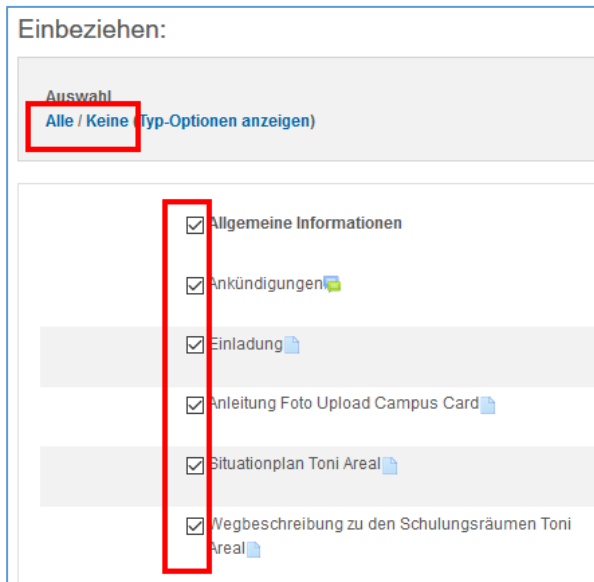 Einbeziehen:
Auswahl
Alle / Keine (Typ-Optionen anzeigen)
Allgemeine Informationen
Ankündigungen
Einladung
Anleitung Foto Upload Campus Card
Situationplan Toni Areal
Wegbeschreibung zu den Schulungsräumen Toni
Areal